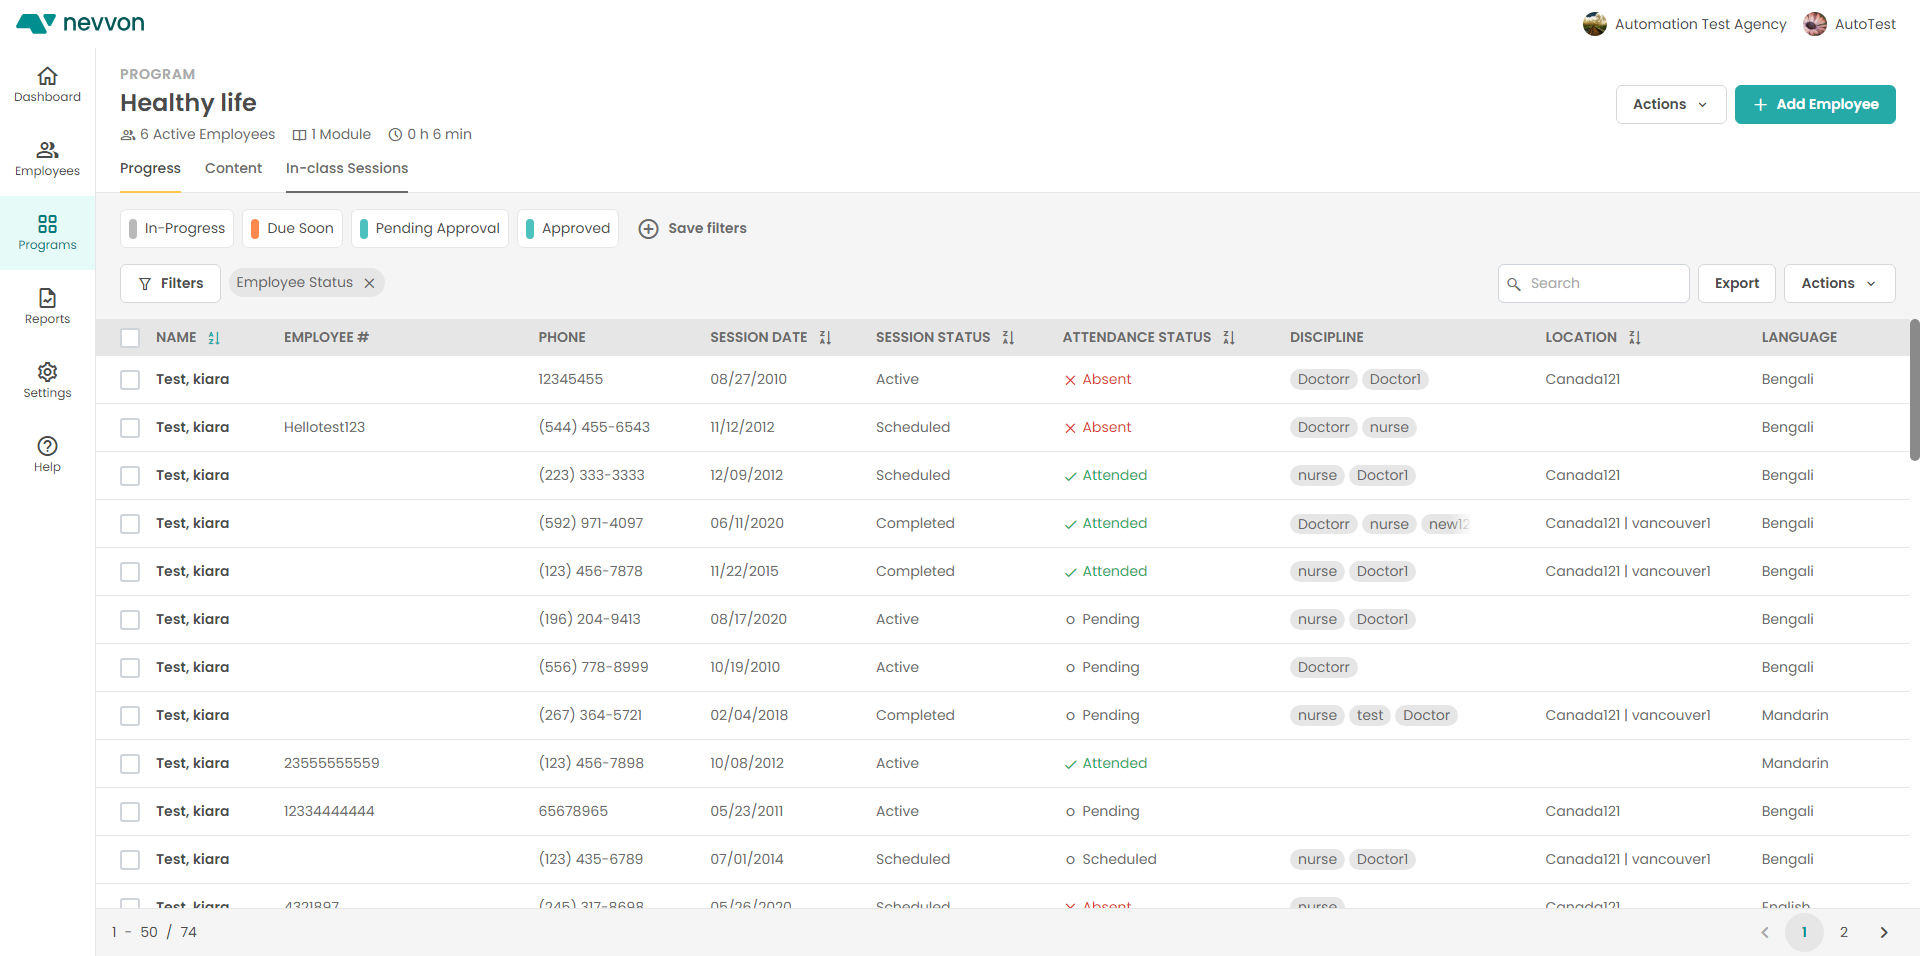 nevvon
Automation Test Agency AutoTest
Dashboard
Employees
Programs
Reports
Settings
Help
PROGRAM
Healthy life
6 Active Employees 1 Module 0 h 6 min
Actions + Add Employee
Progress Content In-class Sessions
In-Progress Due Soon Pending Approval Approved Save filters
Filters Employee Status Search Export Actions
NAME EMPLOYEE # PHONE SESSION DATE SESSION STATUS ATTENDANCE STATUS DISCIPLINE LOCATION LANGUAGE
Test, kiara 12345455 08/27/2010 Active Absent Doctorr Doctor1 Canada121 Bengali
Test, kiara Hellotest123 (544) 455-6543 11/12/2012 Scheduled Absent Doctorr nurse Bengali
Test, kiara (223) 333-3333 12/09/2012 Scheduled Attended nurse Doctor1 Canada121 Bengali
Test, kiara (592) 971-4097 06/11/2020 Completed Attended Doctorr nurse new12 Canada121 | vancouver1 Bengali
Test, kiara (123) 456-7878 11/22/2015 Completed Attended nurse Doctor1 Canada121 | vancouver1 Bengali
Test, kiara (196) 204-9413 08/17/2020 Active Pending nurse Doctor1 Bengali
Test, kiara (556) 778-8999 10/19/2010 Active Pending Doctorr Bengali
Test, kiara (267) 364-5721 02/04/2018 Completed Pending nurse test Doctor Canada121 | vancouver1 Mandarin
Test, kiara 23555555559 (123) 456-7898 10/08/2012 Active Attended Mandarin
Test, kiara 12334444444 65678965 05/23/2011 Active Pending Canada121 Bengali
Test, kiara (123) 435-6789 07/01/2014 Scheduled Scheduled nurse Doctor1 Canada121 | vancouver1 Bengali
Test, kiara 4321897 (245) 317-8698 05/26/2020 Scheduled Absent nurse Canada121 English
1 - 50 / 74 1 2